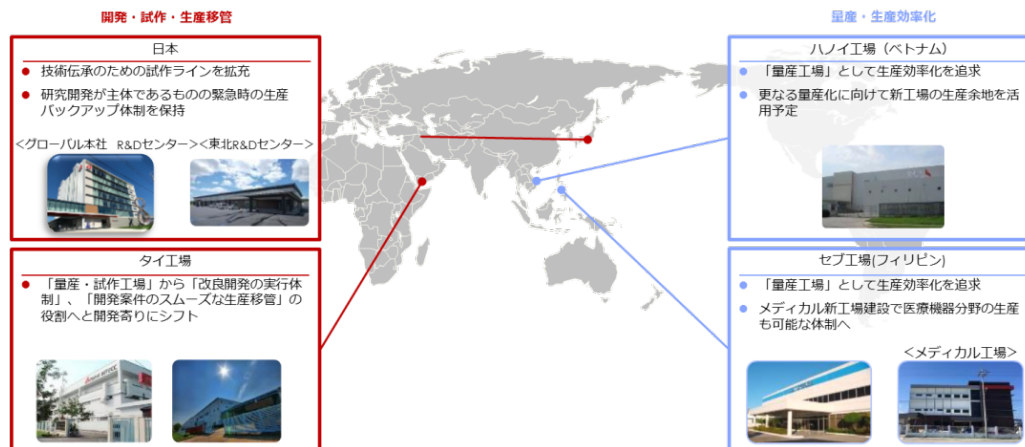 開発・試作・生産移管
日本
● 技術伝承のための試作ラインを拡充
● 研究開発が主体であるものの緊急時の生産
バックアップ体制を保持
<グローバル本社 R&Dセンター><東北R&Dセンター>
タイ工場
● 「量産・試作工場」から「改良開発の実行体
制」、「開発案件のスムーズな生産移管」の
役割へと開発寄りにシフト
量産・生産効率化
ハノイ工場（ベトナム）
● 「量産工場」として生産効率化を追求
● 更なる量産化に向けて新工場の生産余地を活
用予定
セブ工場(フィリピン)
● 「量産工場」として生産効率化を追求
● メディカル新工場建設で医療機器分野の生産
も可能な体制へ
<メディカル工場>